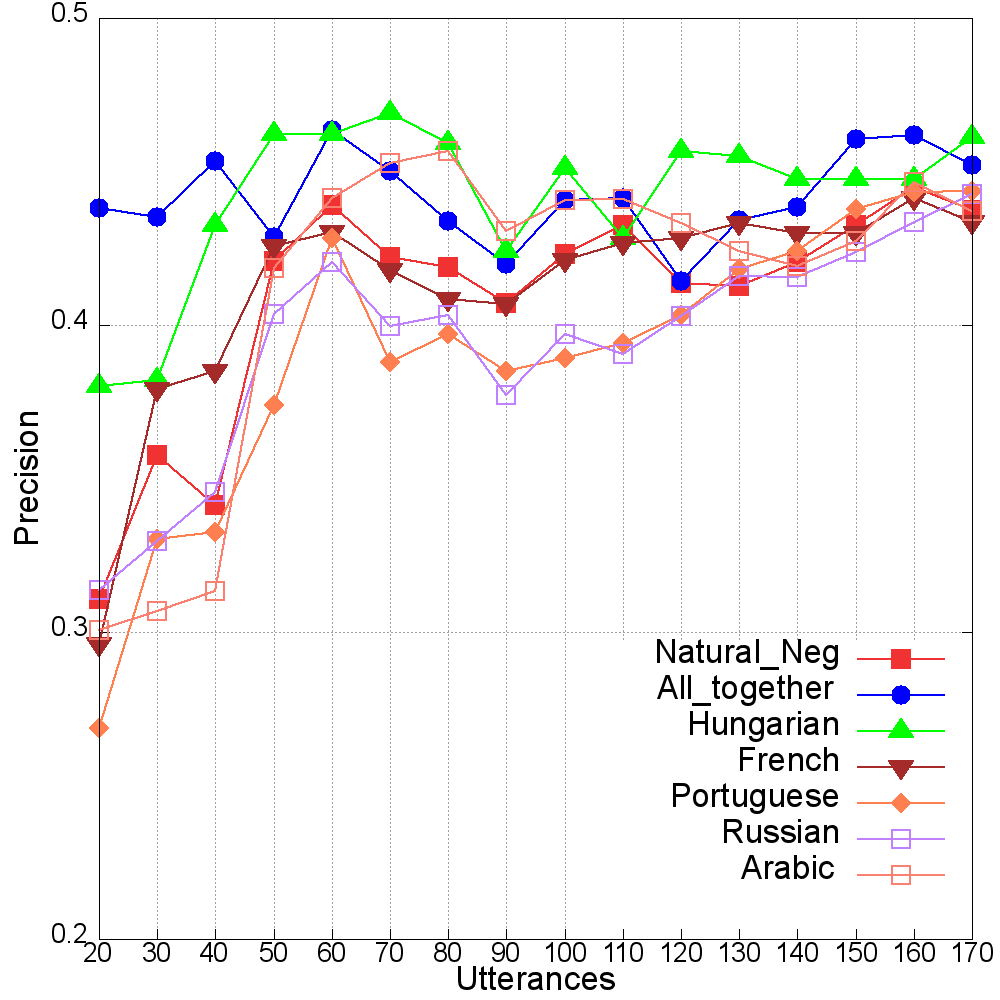 0.5
0.4
0.3
0.2
Precision
Natural_Neg
All_together
Hungarian
French
Portuguese
Russian
Arabic
20 30 40 50 60 70 80 90 100 110 120 130 140 150 160 170
Utterances